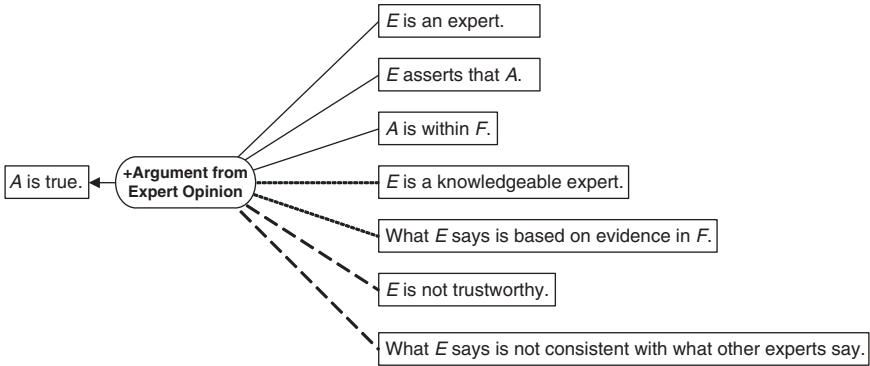 E is an expert.
E asserts that A.
A is within F.
A is true.
+Argument from
Expert Opinion
E is a knowledgeable expert.
What E says is based on evidence in F.
E is not trustworthy.
What E says is not consistent with what other experts say.